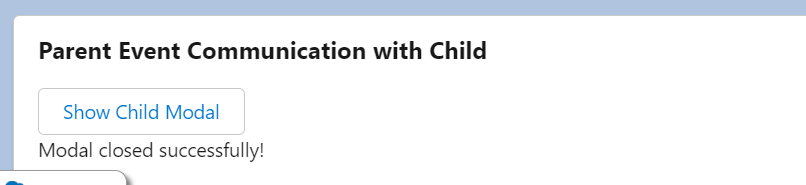 Parent Event Communication with Child
Show Child Modal
Modal closed successfully!